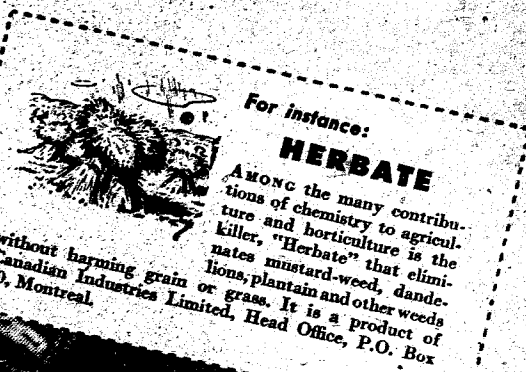 For instance:
HERBATE
AMONG the many contribu-
tions of chemistry to agricul-
ture and horticulture is the
killer, "Herbate" that elimi-
nates mustard-weed, dande-
lions, plantain and other weeds
without harming grain or grass. It is a product of
Canadian Industries Limited, Head Office, P.O. Box
0, Montreal.